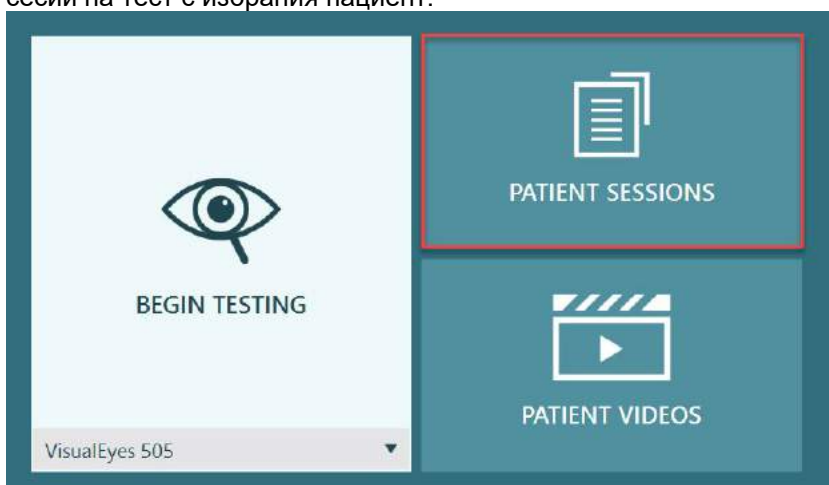 сесии на тест с избрания пациент.
PATIENT SESSIONS
BEGIN TESTING
PATIENT VIDEOS
VisualEyes 505